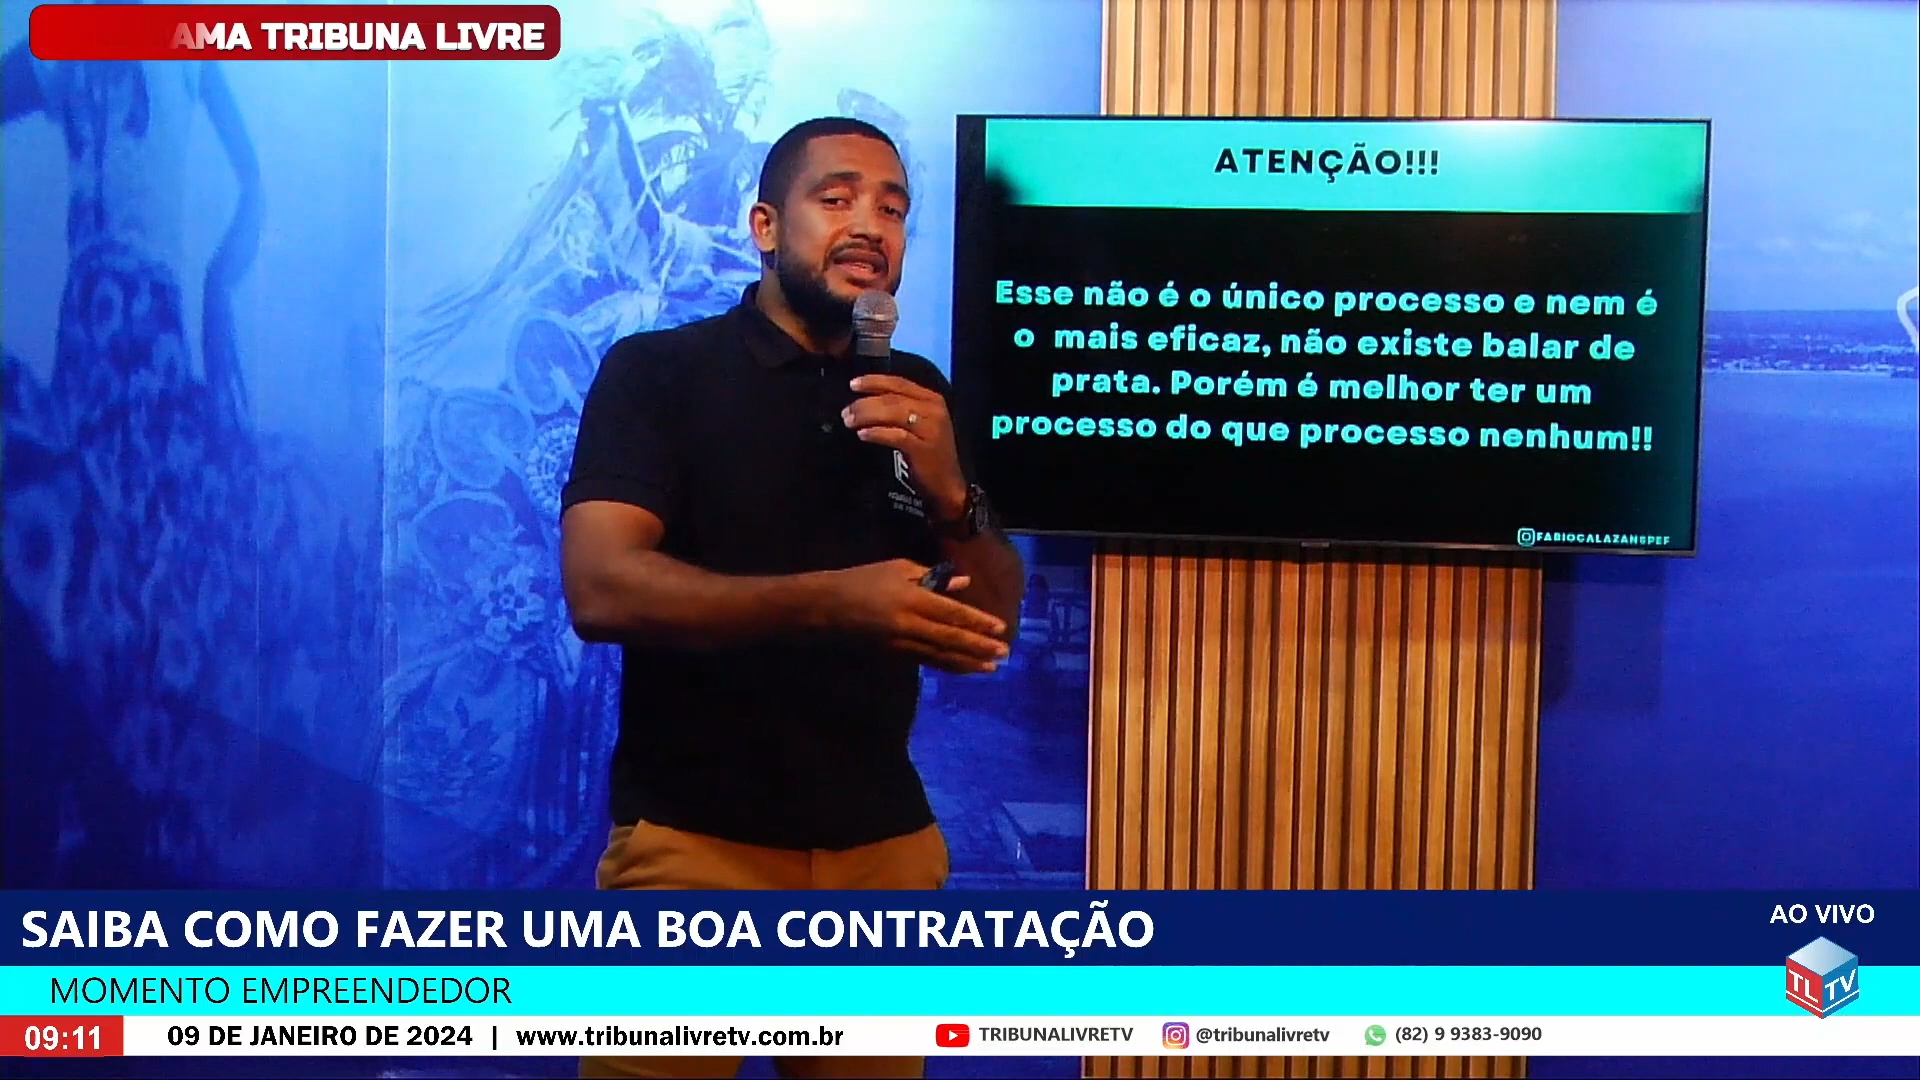 AMA TRIBUNA LIVRE
ATENÇÃO!!!
Esse não é o único processo e nem é
o mais eficaz, não existe balar de
prata. Porém é melhor ter um
processo do que processo nenhum!!
FABIOCALAZANSPEF
SAIBA COMO FAZER UMA BOA CONTRATAÇÃO
AO VIVO
MOMENTO EMPREENDEDOR
TL TV
09:11
09 DE JANEIRO DE 2024 | www.tribunalivretv.com.br
TRIBUNALIVRETV
@tribunalivretv
(82) 9 9383-9090